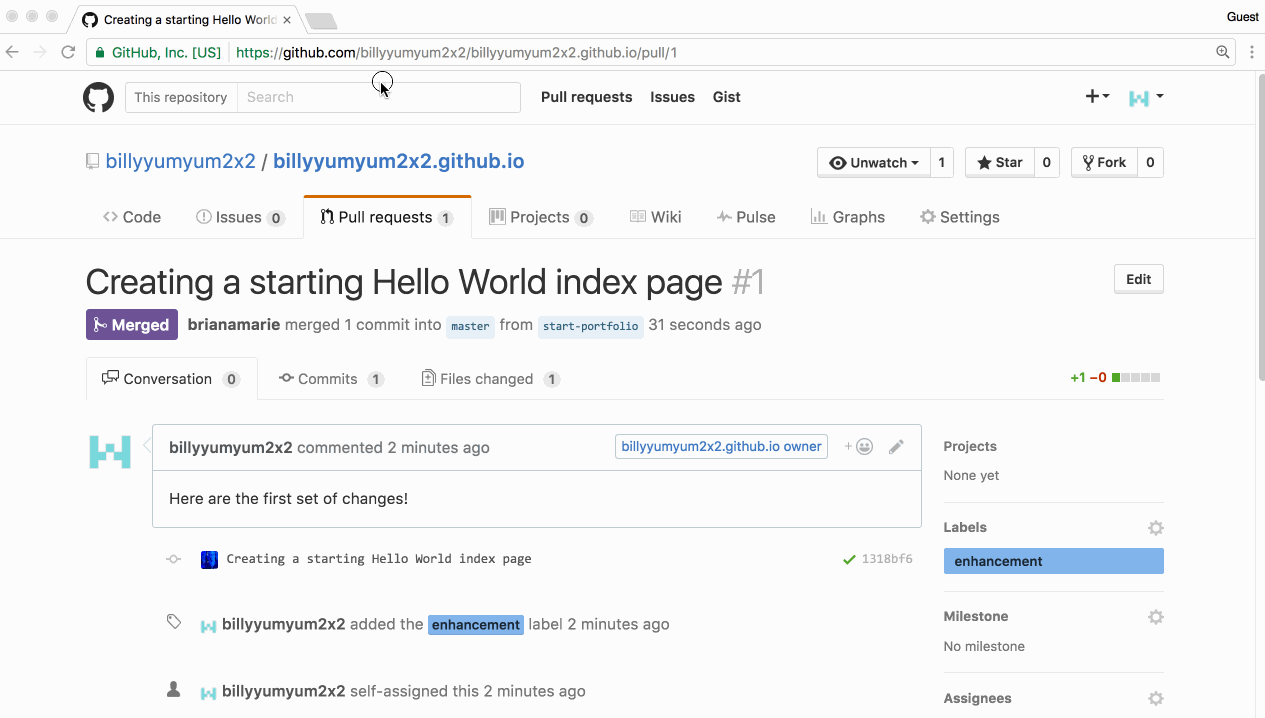 Creating a starting Hello World
Guest
GitHub, Inc. [US] https://github.com/billyyumyum2x2/billyyumyum2x2.github.io/pull/1
This repository Search Pull requests Issues Gist
billyyumyum2x2 / billyyumyum2x2.github.io Unwatch 1 Star 0 Fork 0
Code Issues 0 Pull requests 1 Projects 0 Wiki Pulse Graphs Settings
Creating a starting Hello World index page #1 Edit
Merged brianamarie merged 1 commit into master from start-portfolio 31 seconds ago
Conversation 0 Commits 1 Files changed 1 +1 −0
billyyumyum2x2 commented 2 minutes ago billyyumyum2x2.github.io owner +
Here are the first set of changes!
Creating a starting Hello World index page 1318bf6
billyyumyum2x2 added the enhancement label 2 minutes ago
billyyumyum2x2 self-assigned this 2 minutes ago
Projects
None yet
Labels
enhancement
Milestone
No milestone
Assignees